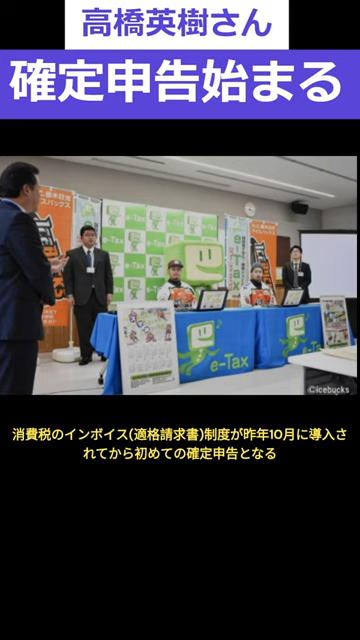 高橋英樹さん
確定申告始まる
e-Tax
e-Tax
e-Tax
©icebucks
消費税のインボイス(適格請求書)制度が昨年10月に導入さ
れてから初めての確定申告となる